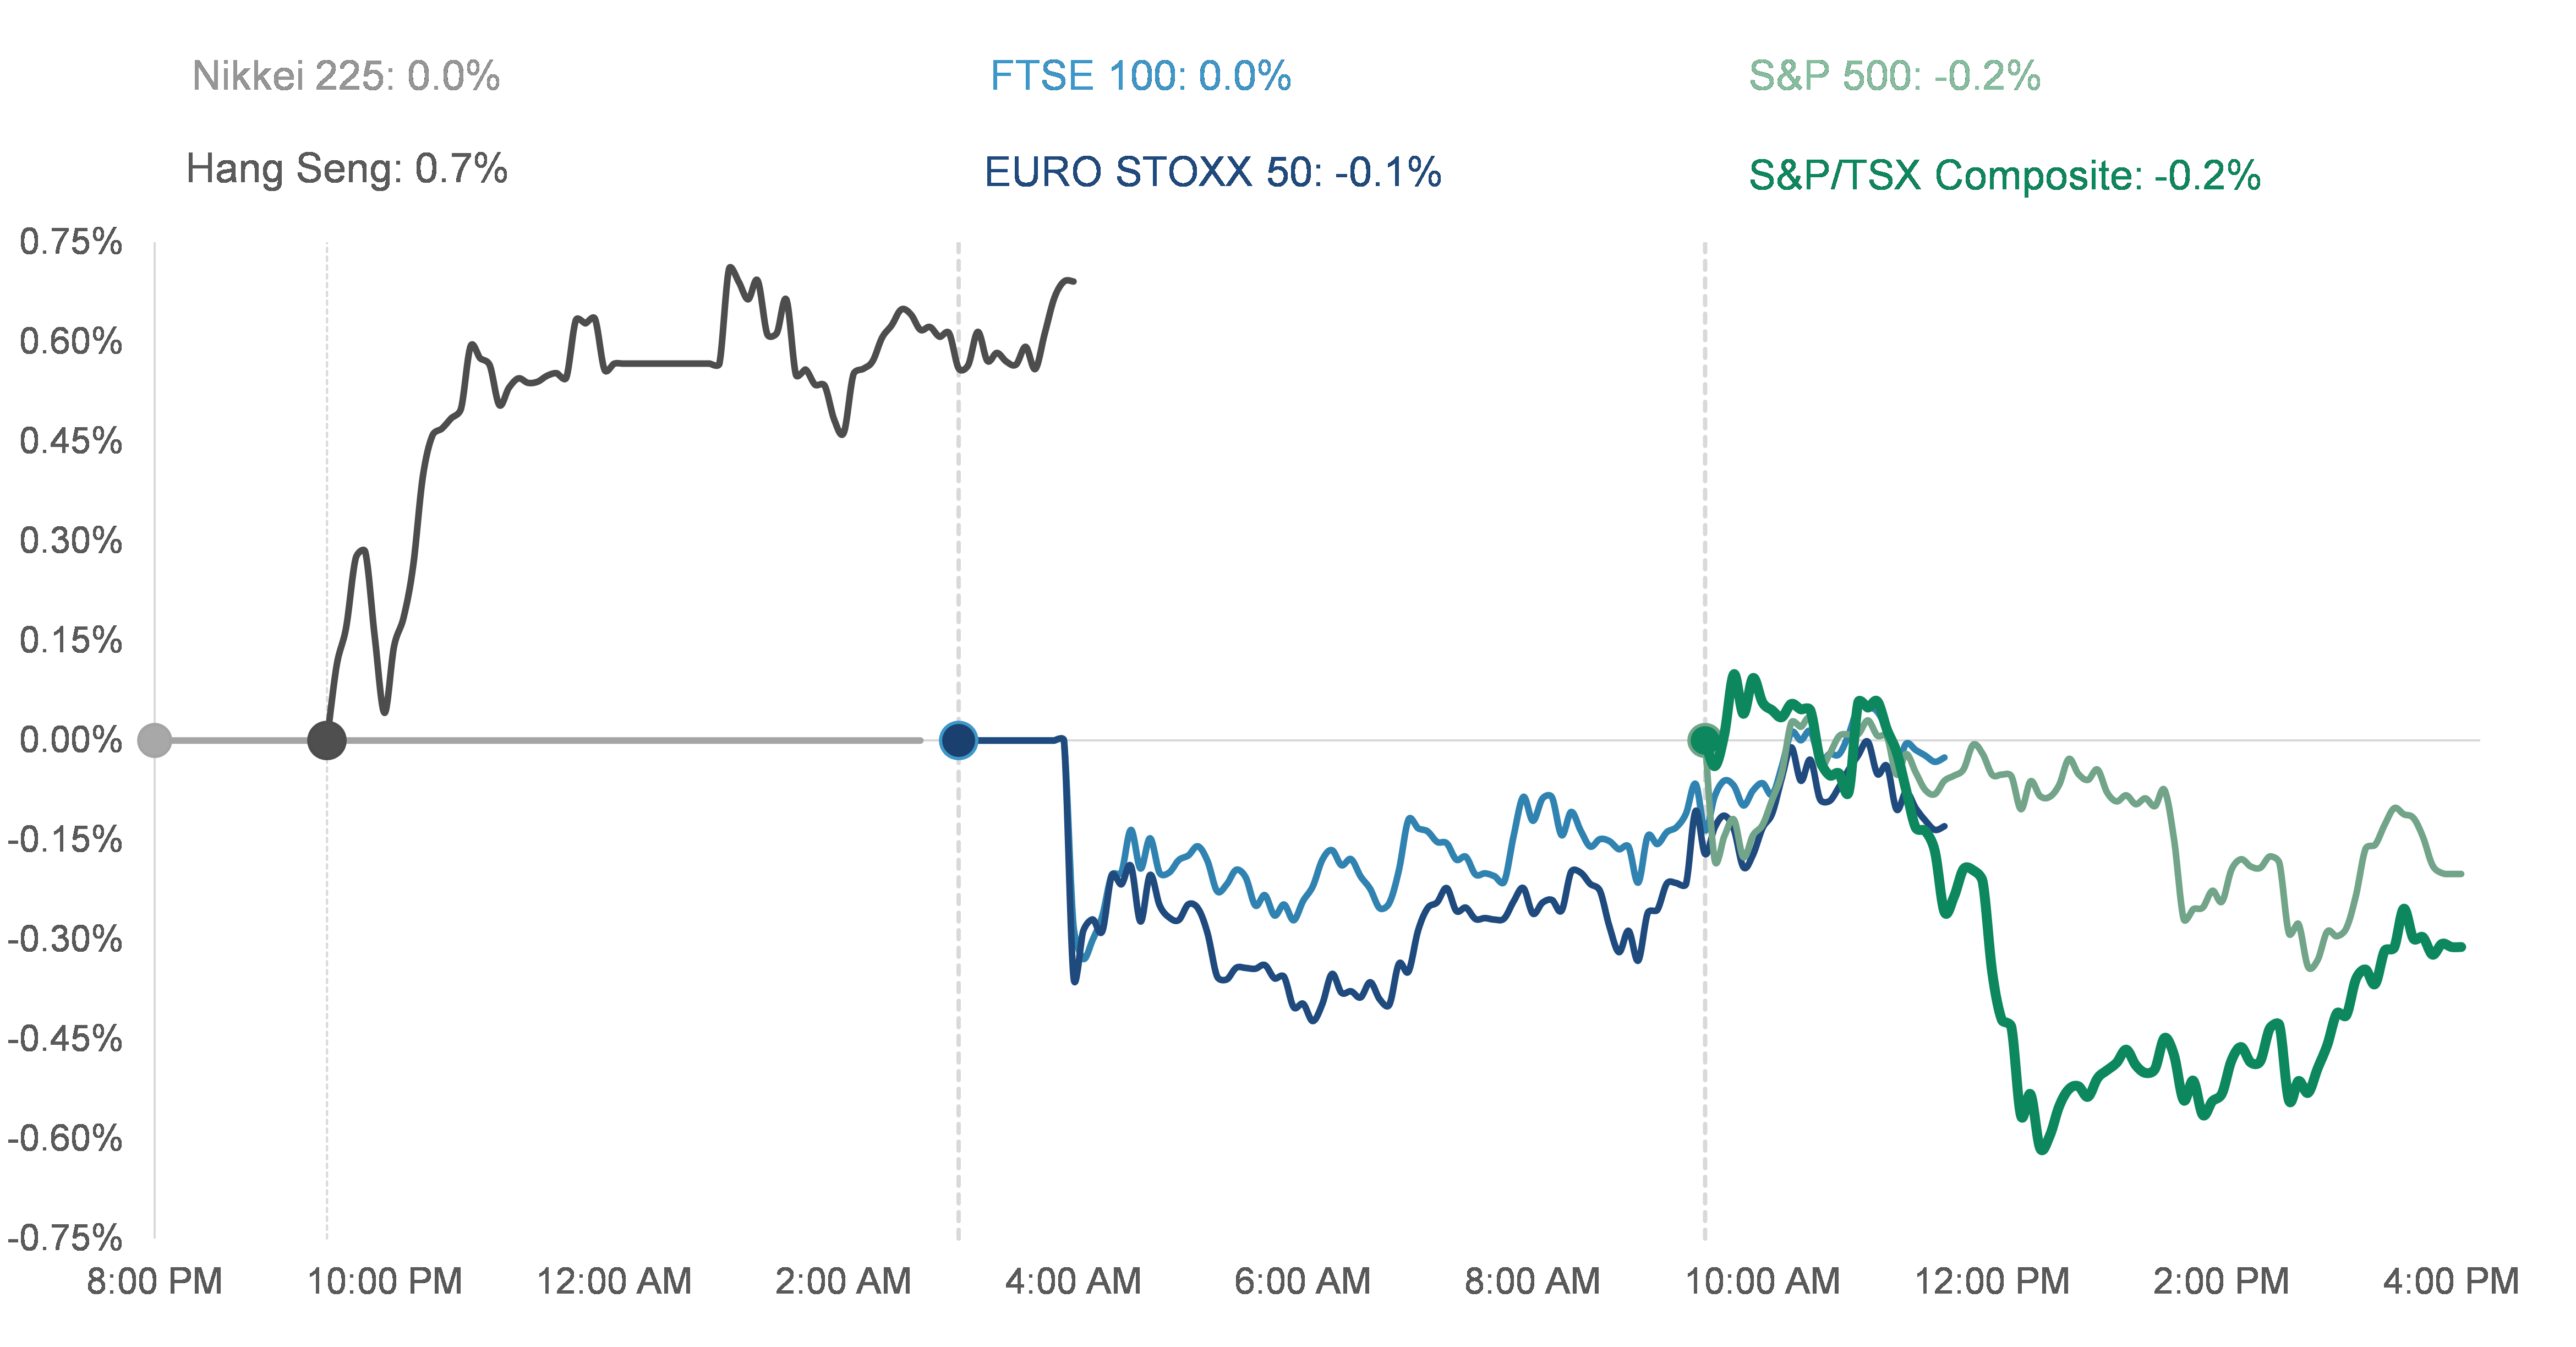 Nikkei 225: 0.0%
FTSE 100: 0.0%
S&P 500: -0.2%
Hang Seng: 0.7%
EURO STOXX 50: -0.1%
S&P/TSX Composite: -0.2%
0.75%
0.60%
0.45%
0.30%
0.15%
0.00%
-0.15%
-0.30%
-0.45%
-0.60%
-0.75%
8:00 PM
10:00 PM
12:00 AM
2:00 AM
4:00 AM
6:00 AM
8:00 AM
10:00 AM
12:00 PM
2:00 PM
4:00 PM